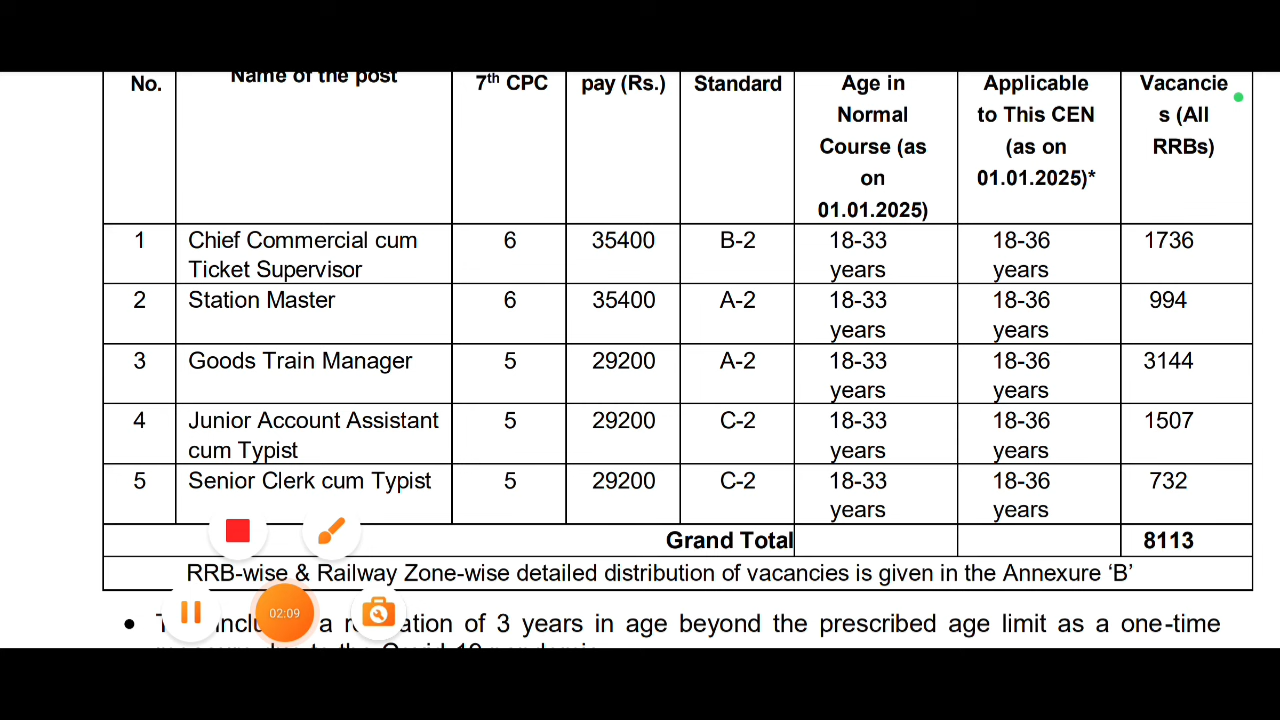 No.
Name of the post
7th CPC
pay (Rs.)
Standard
Age in
Normal
Course (as
on
01.01.2025)
Applicable
to This CEN
(as on
01.01.2025)*
Vacancie
s (All
RRBs)
1 Chief Commercial cum 6 35400 B-2 18-33 18-36 1736
Ticket Supervisor years years
2 Station Master 6 35400 A-2 18-33 18-36 994
years years
3 Goods Train Manager 5 29200 A-2 18-33 18-36 3144
years years
4 Junior Account Assistant 5 29200 C-2 18-33 18-36 1507
cum Typist years years
5 Senior Clerk cum Typist 5 29200 C-2 18-33 18-36 732
years years
Grand Total 8113
RRB-wise & Railway Zone-wise detailed distribution of vacancies is given in the Annexure ‘B’
02:09
• a of 3 years in age beyond the prescribed age limit as a one-time